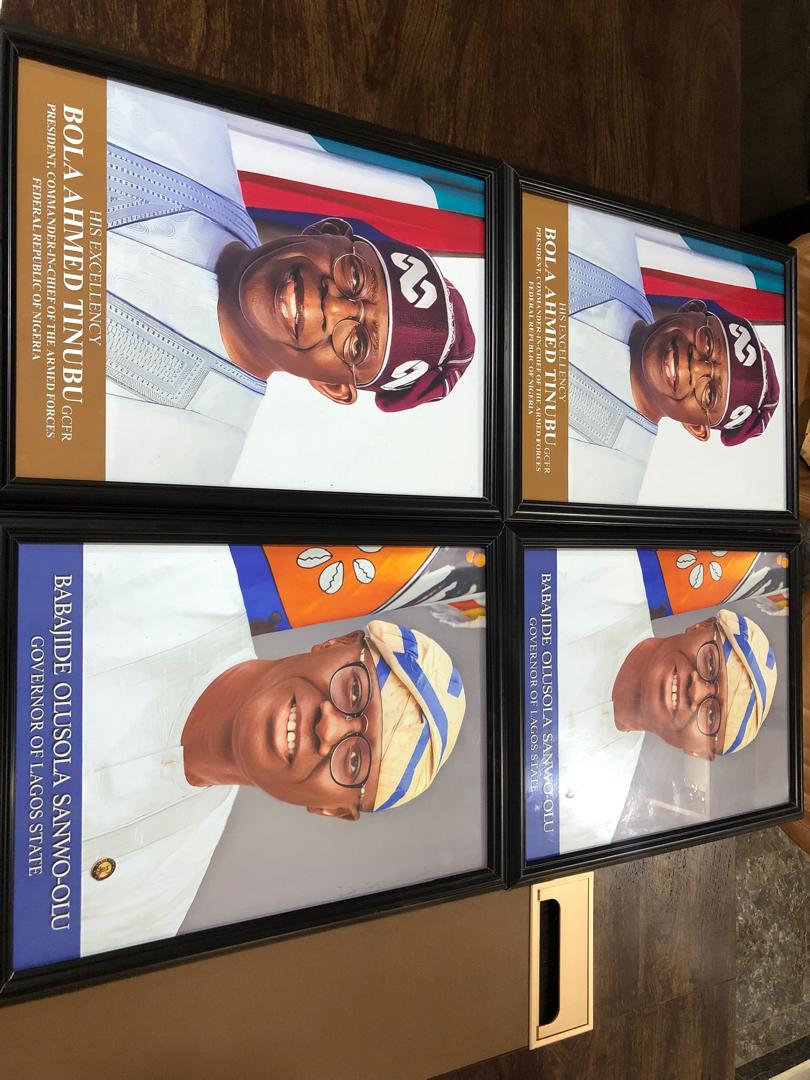 HIS EXCELLENCY
BOLA AHMED TINUBU GCFR
PRESIDENT, COMMANDER-IN-CHIEF OF THE ARMED FORCES
FEDERAL REPUBLIC OF NIGERIA
HIS EXCELLENCY
BOLA AHMED TINUBU GCFR
PRESIDENT, COMMANDER-IN-CHIEF OF THE ARMED FORCES
FEDERAL REPUBLIC OF NIGERIA
BABAJIDE OLUSOLA SANWO-OLU
GOVERNOR OF LAGOS STATE
BABAJIDE OLUSOLA SANWO-OLU
GOVERNOR OF LAGOS STATE